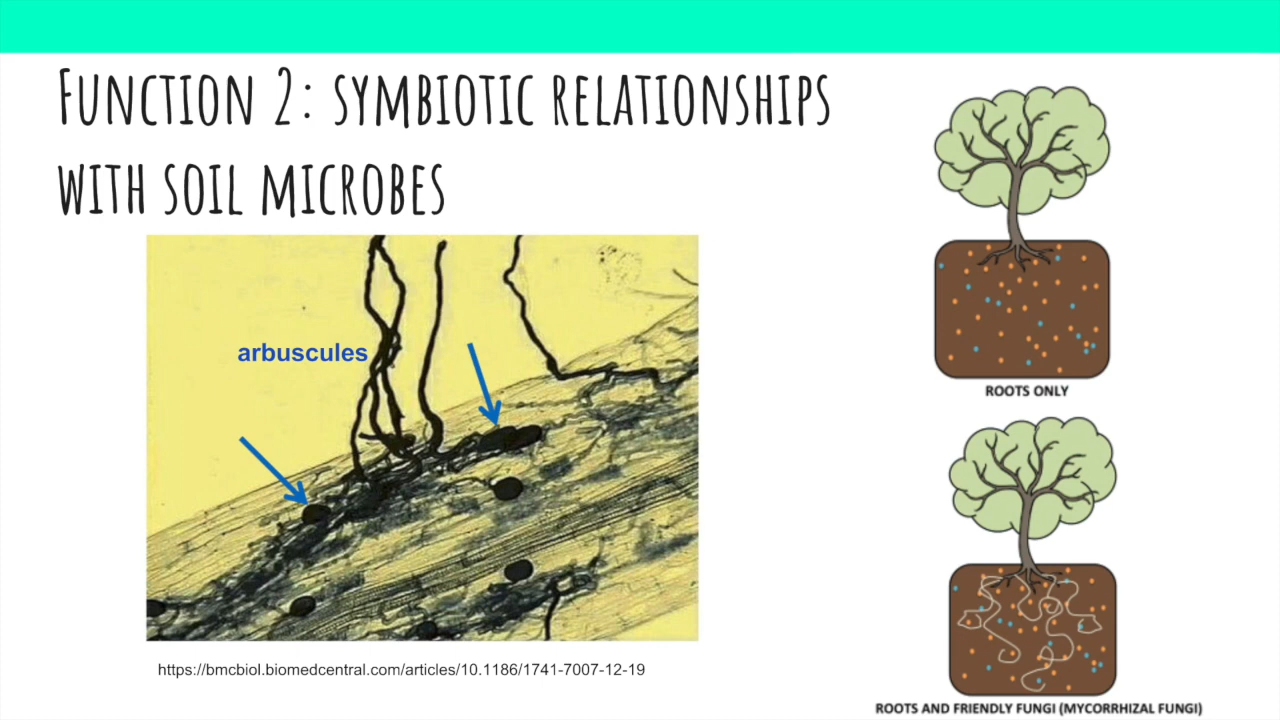 Function 2: symbiotic relationships
with soil microbes
arbuscules
https://bmcbiol.biomedcentral.com/articles/10.1186/1741-7007-12-19
ROOTS ONLY
ROOTS AND FRIENDLY FUNGI (MYCORRHIZAL FUNGI)